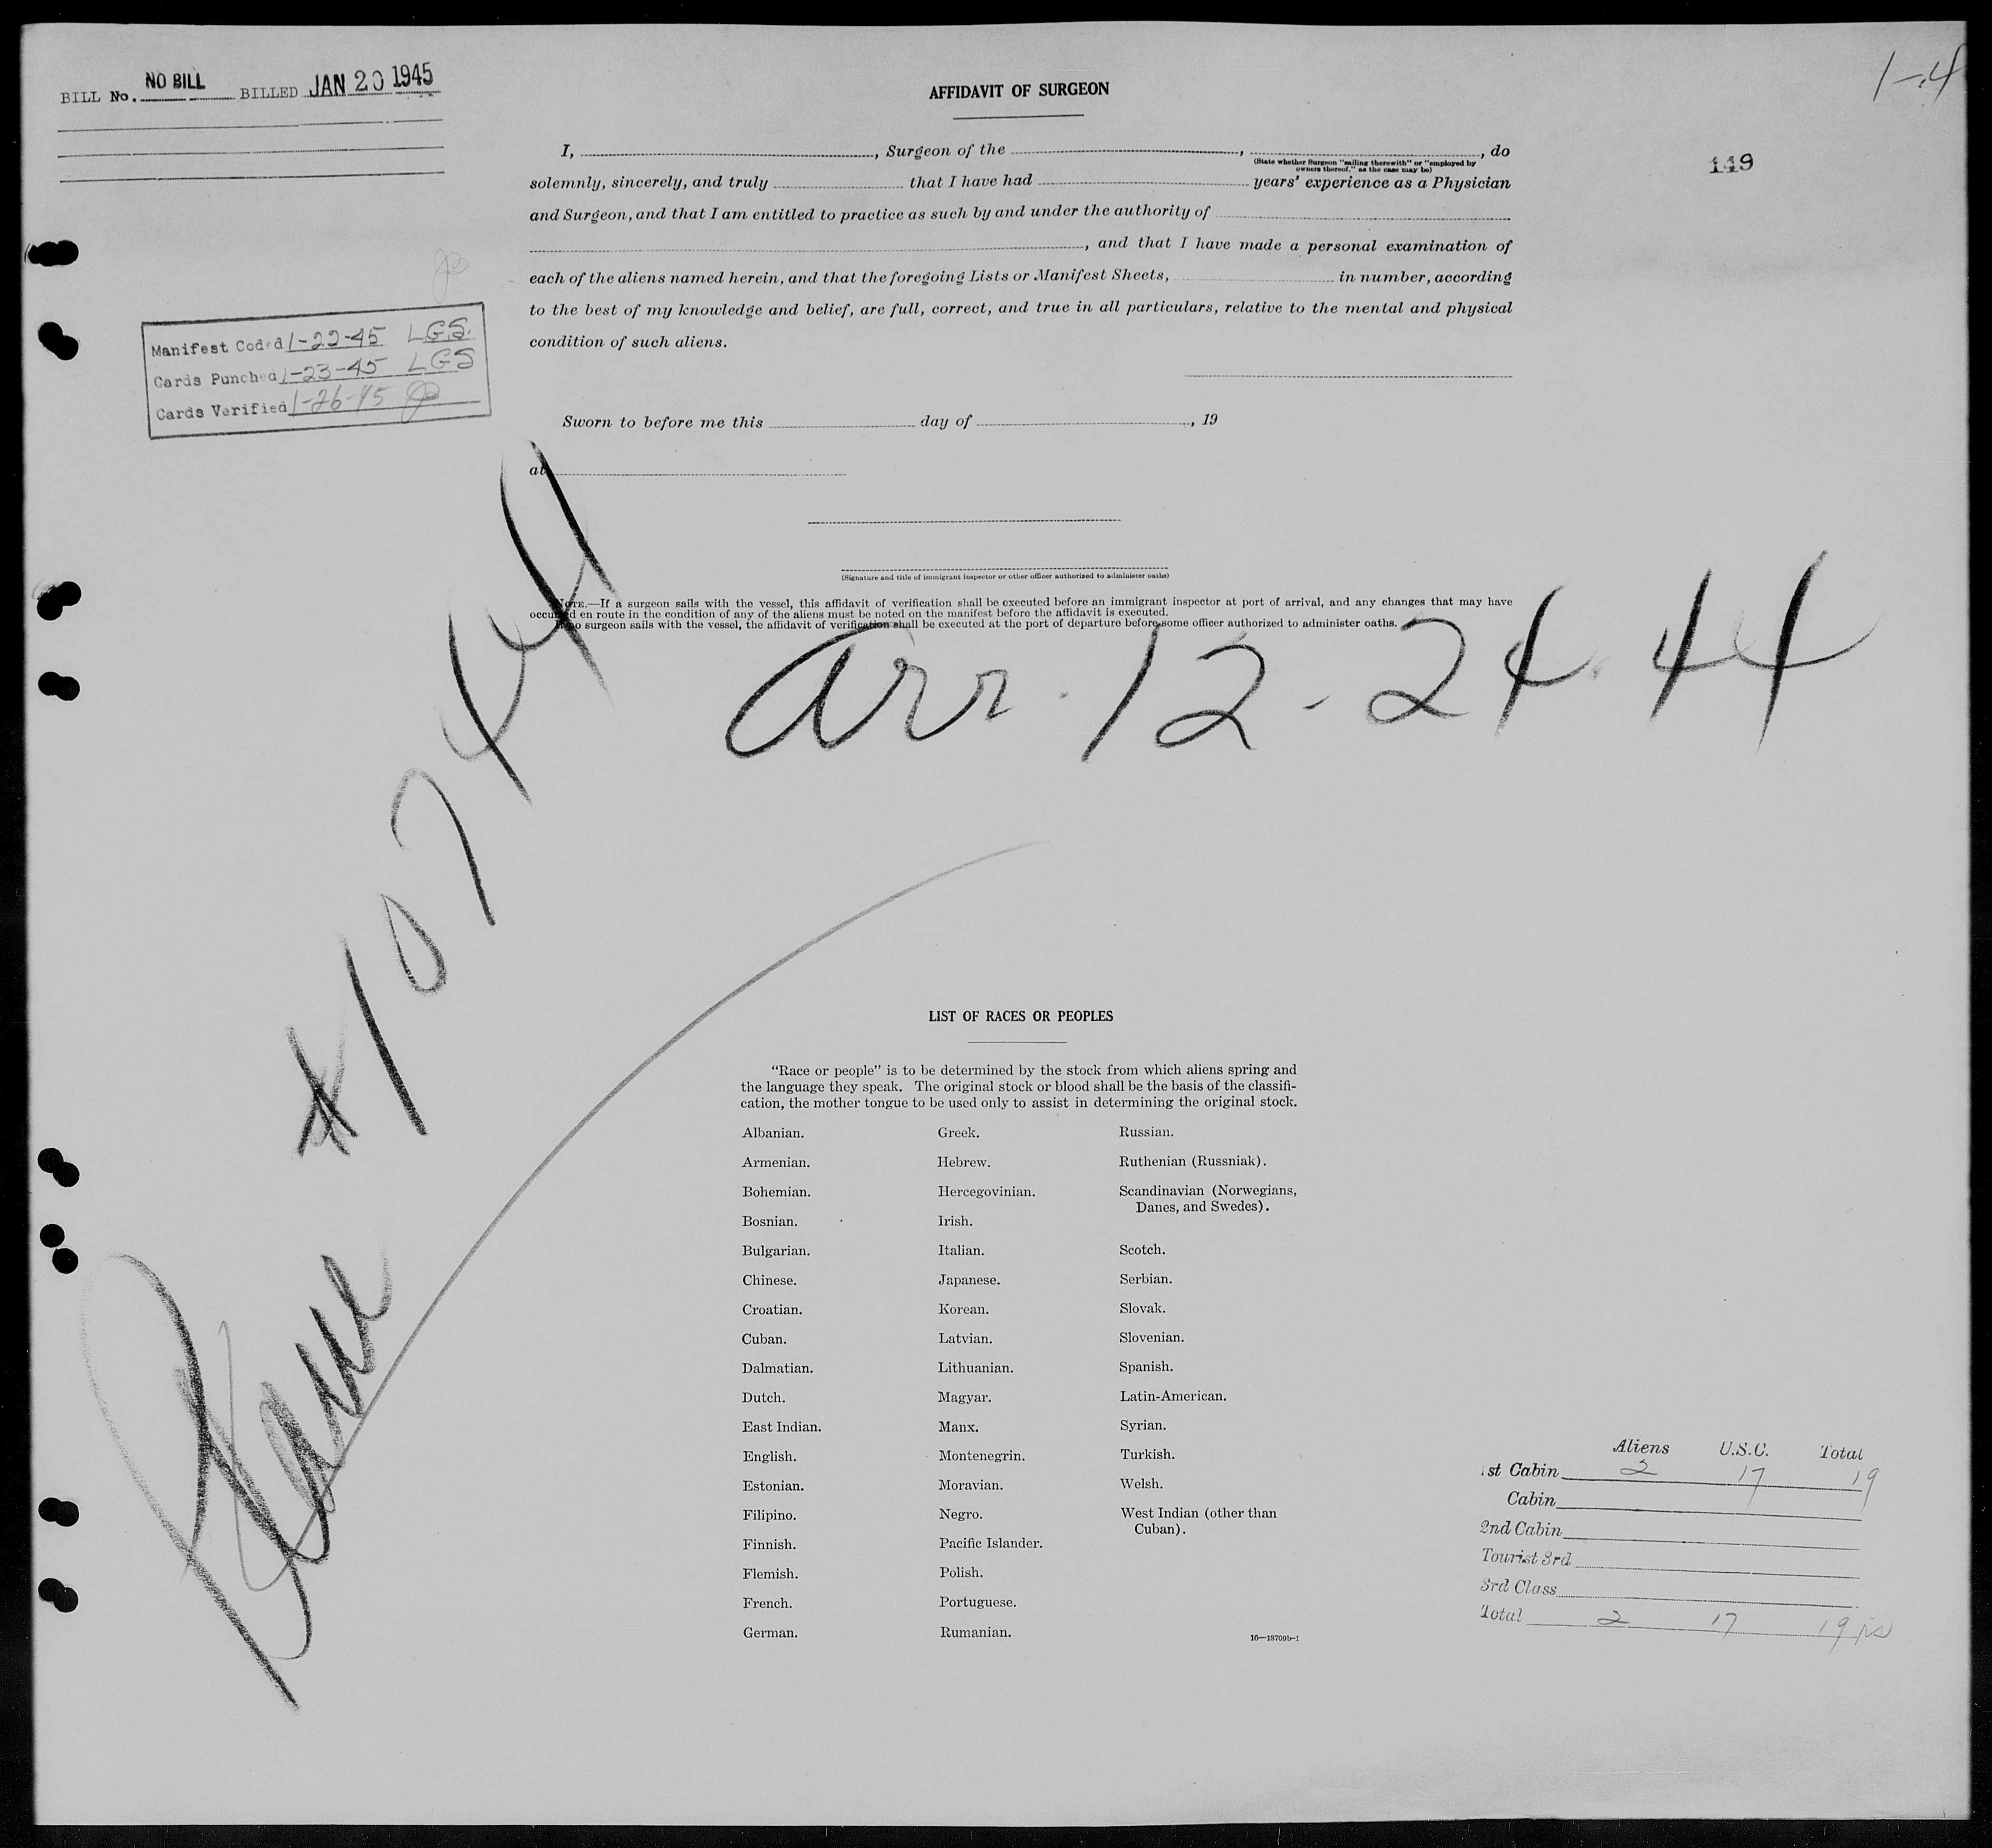 BILL No. NO BILL BILLED JAN 20 1945
1-4
149
AFFIDAVIT OF SURGEON
I, , Surgeon of the , , do
(State whether Surgeon "sailing therewith" or "employed by
owners thereof," as the case may be)
solemnly, sincerely, and truly that I have had years' experience as a Physician
and Surgeon, and that I am entitled to practice as such by and under the authority of
, and that I have made a personal examination of
each of the aliens named herein, and that the foregoing Lists or Manifest Sheets, in number, according
to the best of my knowledge and belief, are full, correct, and true in all particulars, relative to the mental and physical
condition of such aliens.
Manifest Coded 1-22-45 LGS.
Cards Punched 1-23-45 LGS
Cards Verified 1-26-45
Sworn to before me this day of , 19
at
(Signature and title of immigrant inspector or other officer authorized to administer oaths)
NOTE.—If a surgeon sails with the vessel, this affidavit of verification shall be executed before an immigrant inspector at port of arrival, and any changes that may have
occurred en route in the condition of any of the aliens must be noted on the manifest before the affidavit is executed.
If no surgeon sails with the vessel, the affidavit of verification shall be executed at the port of departure before some officer authorized to administer oaths.
Arr. 12-24-44
#10744
LIST OF RACES OR PEOPLES
"Race or people" is to be determined by the stock from which aliens spring and
the language they speak. The original stock or blood shall be the basis of the classifi-
cation, the mother tongue to be used only to assist in determining the original stock.
Albanian. Greek. Russian.
Armenian. Hebrew. Ruthenian (Russniak).
Bohemian. Hercegovinian. Scandinavian (Norwegians,
Danes, and Swedes).
Bosnian. Irish.
Bulgarian. Italian. Scotch.
Chinese. Japanese. Serbian.
Croatian. Korean. Slovak.
Cuban. Latvian. Slovenian.
Dalmatian. Lithuanian. Spanish.
Dutch. Magyar. Latin-American.
East Indian. Manx. Syrian.
English. Montenegrin. Turkish.
Estonian. Moravian. Welsh.
Filipino. Negro. West Indian (other than
Cuban).
Finnish. Pacific Islander.
Flemish. Polish.
French. Portuguese.
German. Rumanian.
16—18709b-1
Aliens U.S.C. Total
1st Cabin 2 17 19
Cabin
2nd Cabin
Tourist 3rd
3rd Class
Total 2 17 19